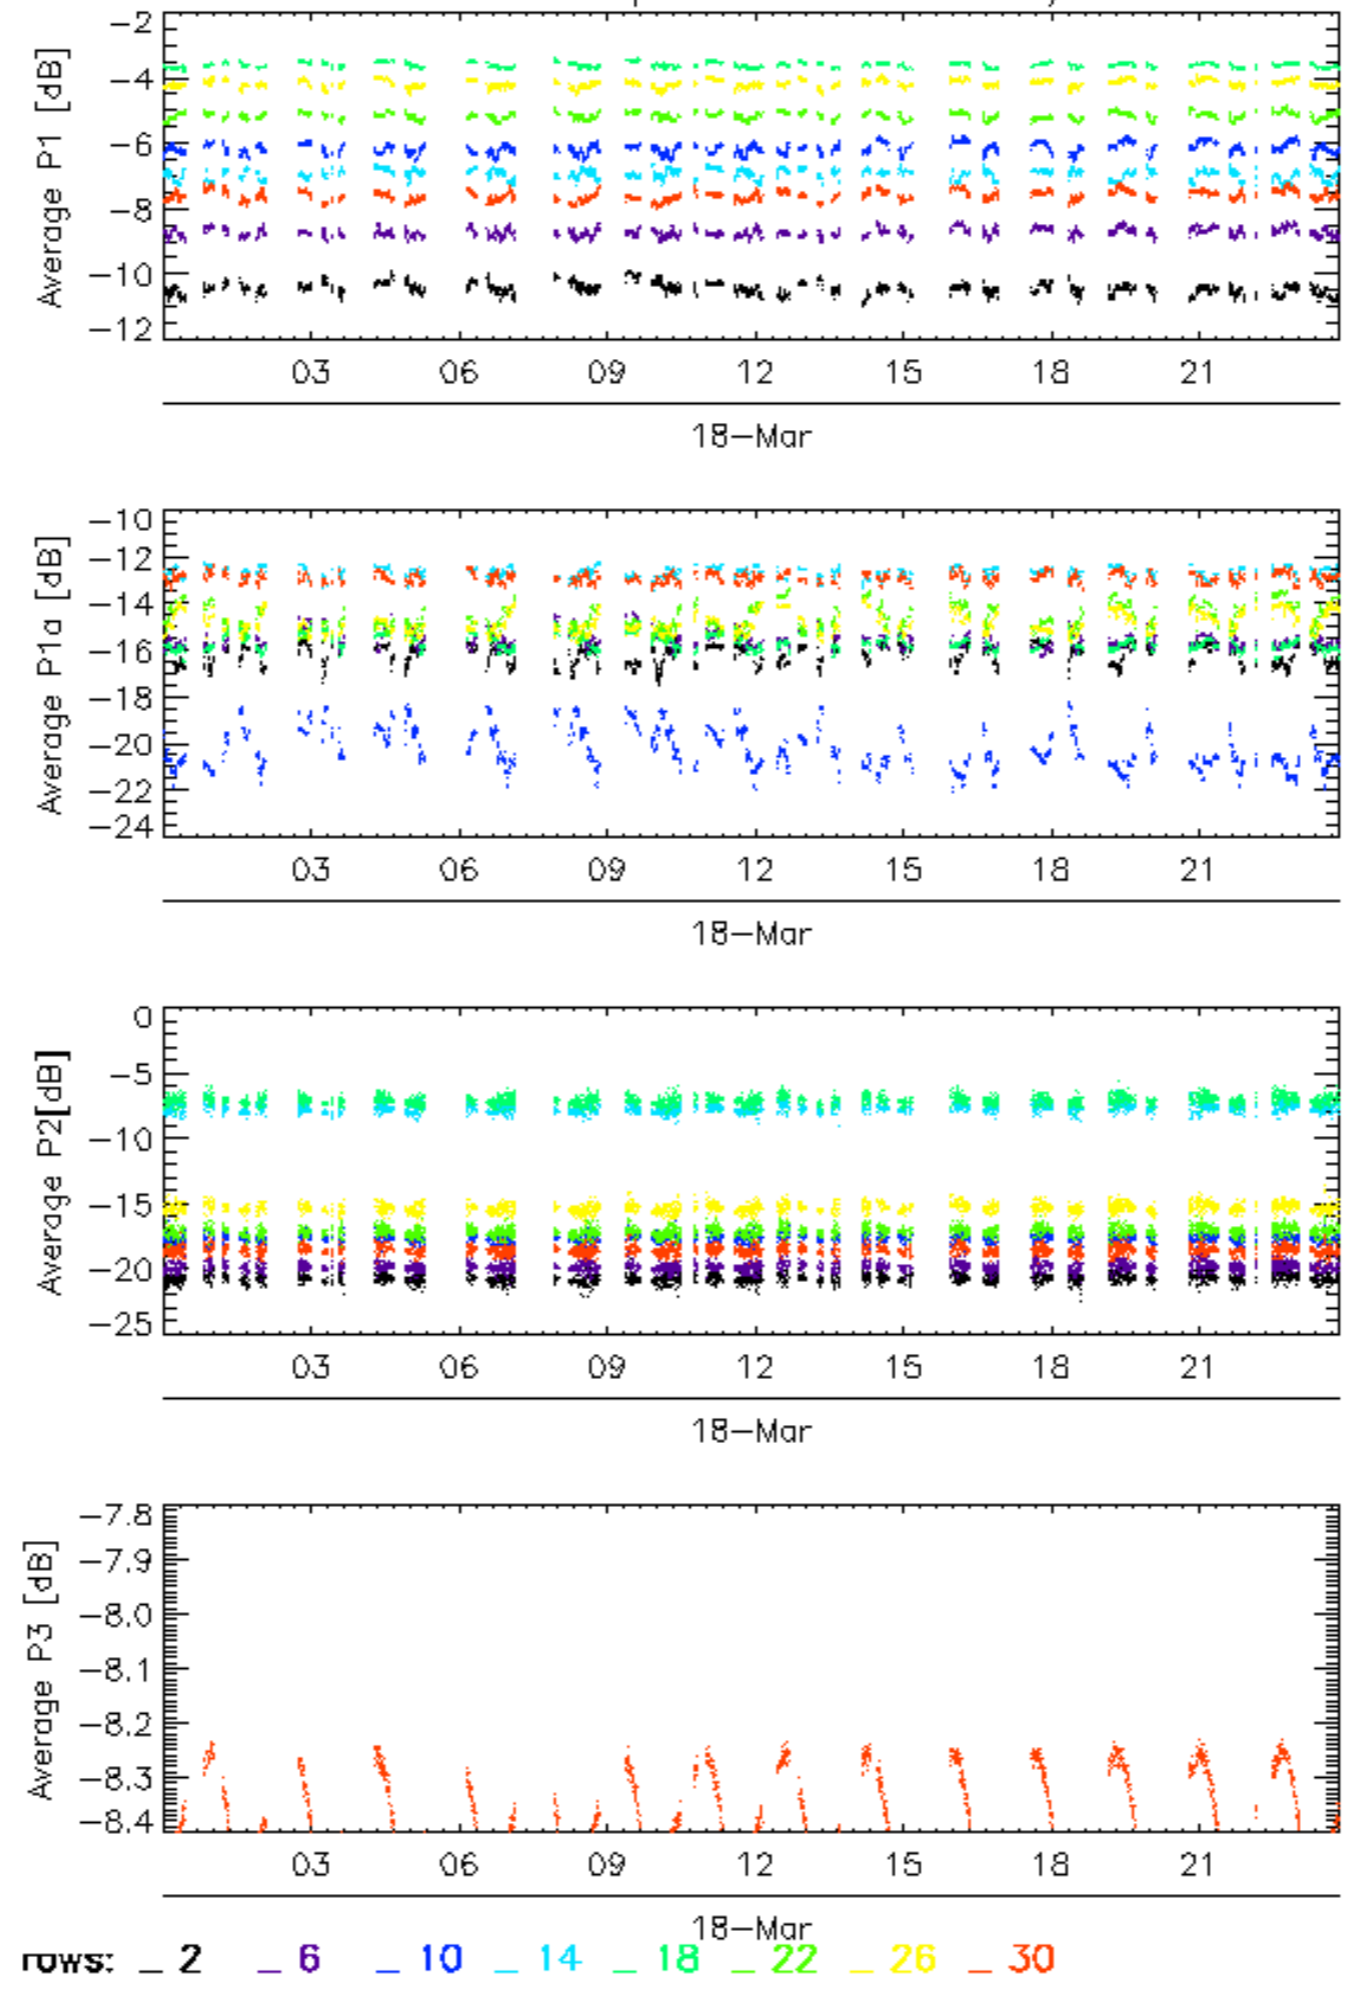 -2
-4
-6
-8
-10
-12
Average P1 [dB]
03 06 09 12 15 18 21
18-Mar
-10
-12
-14
-16
-18
-20
-22
-24
Average P1a [dB]
03 06 09 12 15 18 21
18-Mar
0
-5
-10
-15
-20
-25
Average P2[dB]
03 06 09 12 15 18 21
18-Mar
-7.8
-7.9
-8.0
-8.1
-8.2
-8.3
-8.4
Average P3 [dB]
03 06 09 12 15 18 21
18-Mar
rows: _ 2 _ 6 _ 10 _ 14 _ 18 _ 22 _ 26 _ 30